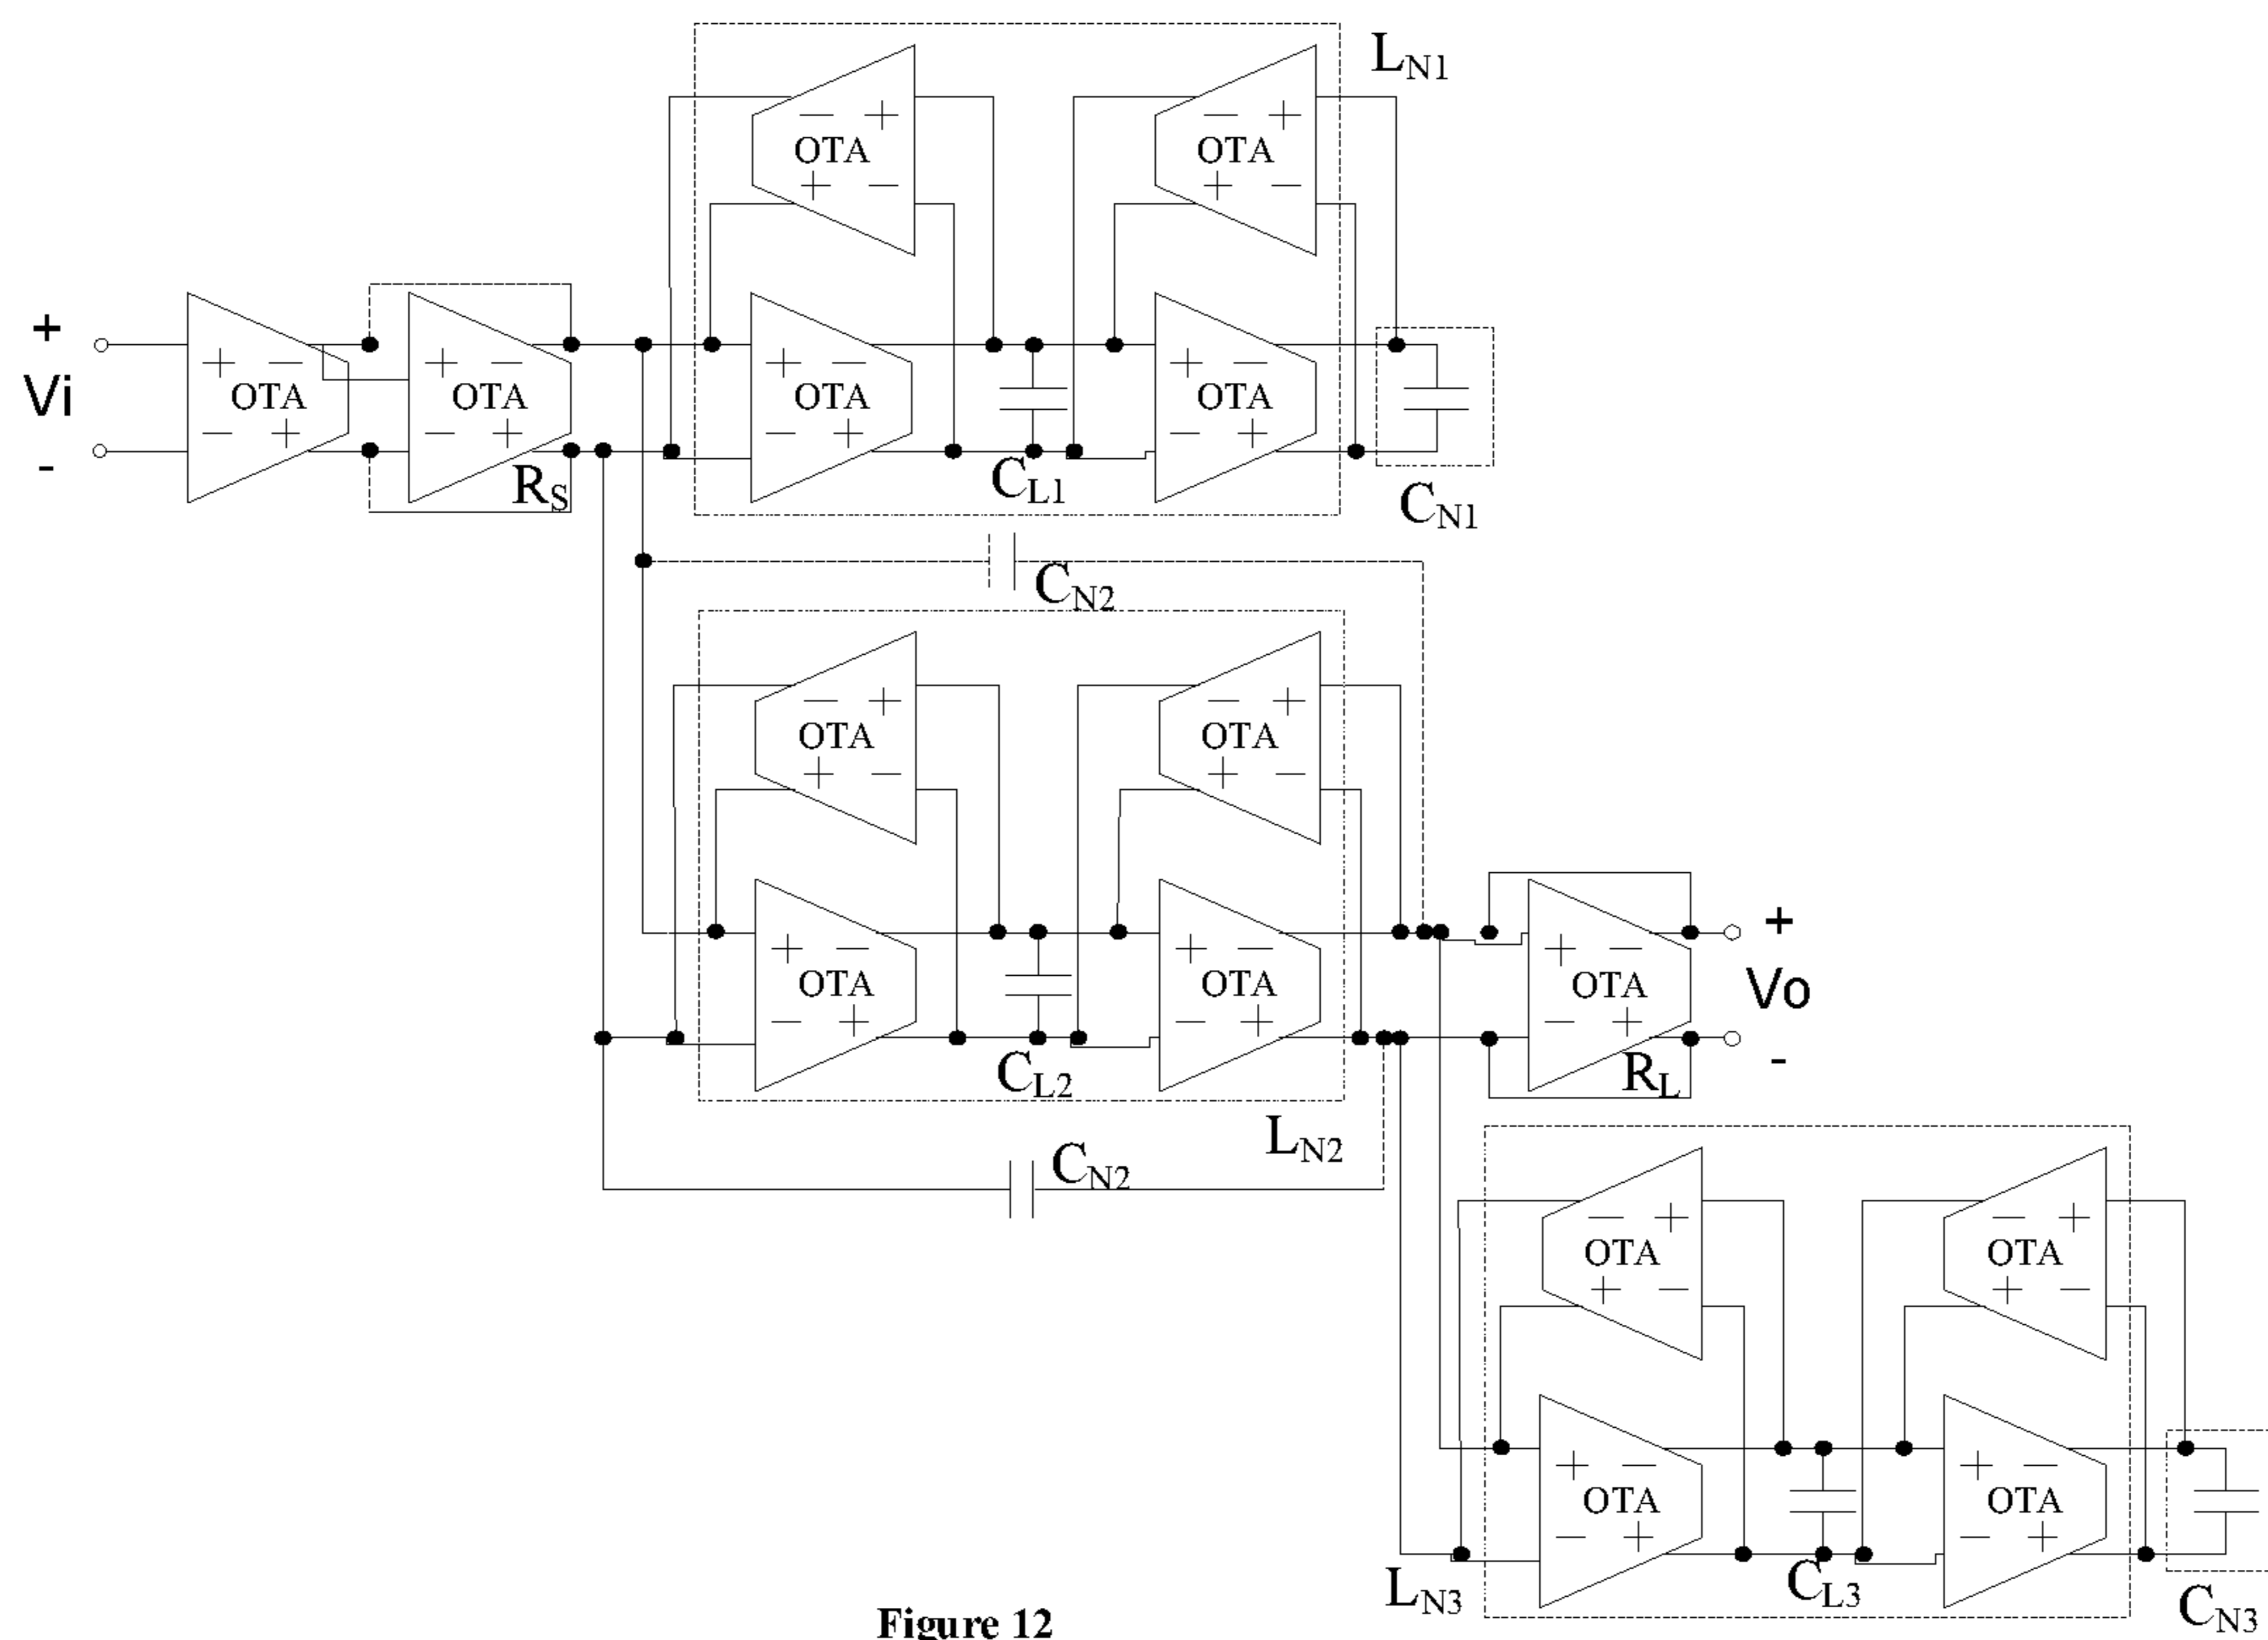 L_N1
- +
OTA
+ -
- +
OTA
+ -
+
Vi
-
+ -
OTA
- +
+ -
OTA
- +
R_S
+ -
OTA
- +
C_L1
+ -
OTA
- +
C_N1
C_N2
- +
OTA
+ -
- +
OTA
+ -
+ -
OTA
- +
C_L2
+ -
OTA
- +
L_N2
+ -
OTA
- +
R_L
+
Vo
-
C_N2
- +
OTA
+ -
- +
OTA
+ -
L_N3
+ -
OTA
- +
C_L3
+ -
OTA
- +
C_N3
Figure 12